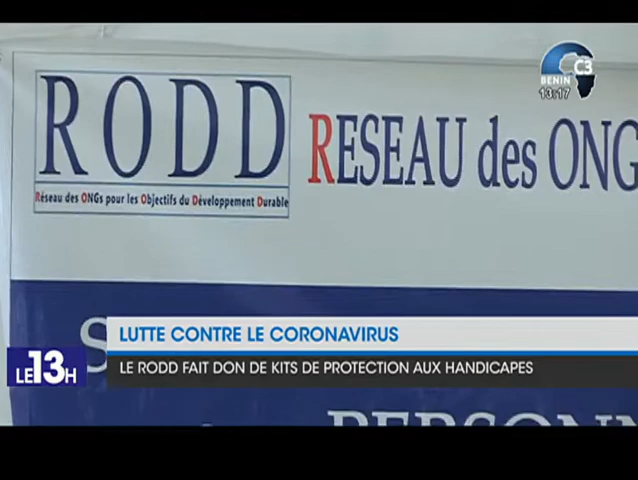 BENIN C3
13:17
RODD
Réseau des ONGs pour les Objectifs du Développement Durable
RESEAU des ONG
LUTTE CONTRE LE CORONAVIRUS
LE 13H
LE RODD FAIT DON DE KITS DE PROTECTION AUX HANDICAPES